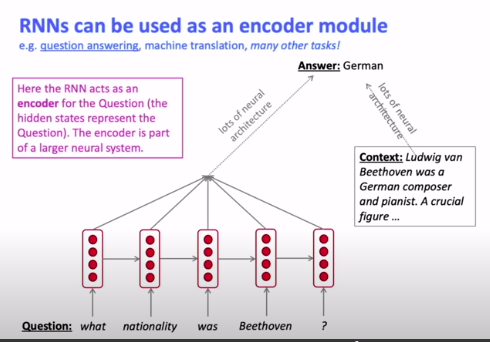 RNNs can be used as an encoder module
e.g. question answering, machine translation, many other tasks!
Answer: German
Here the RNN acts as an
encoder for the Question (the
hidden states represent the
Question). The encoder is part
of a larger neural system.
lots of neural
architecture
lots of neural
architecture
Context: Ludwig van
Beethoven was a
German composer
and pianist. A crucial
figure ...
Question: what nationality was Beethoven ?